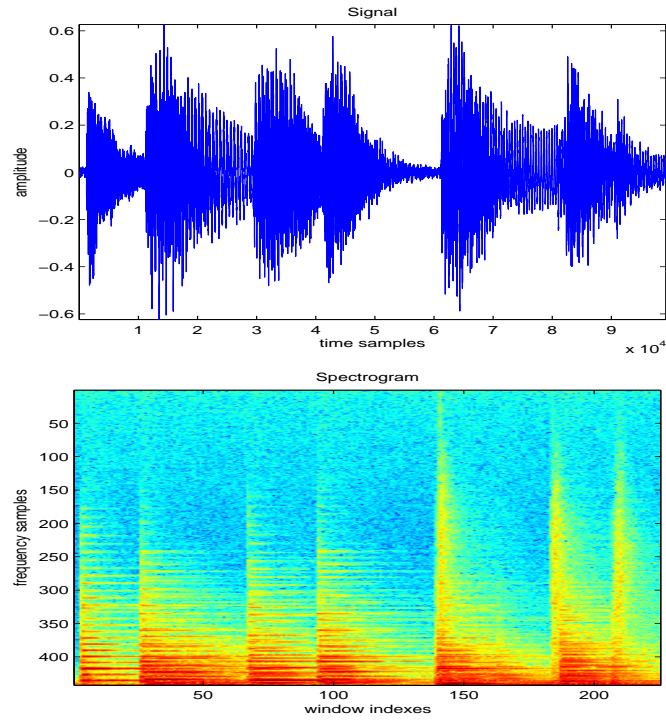 Signal
0.6
0.4
0.2
0
−0.2
−0.4
−0.6
amplitude
1 2 3 4 5 6 7 8 9
time samples
x 10^4
Spectrogram
50
100
150
200
250
300
350
400
frequency samples
50 100 150 200
window indexes